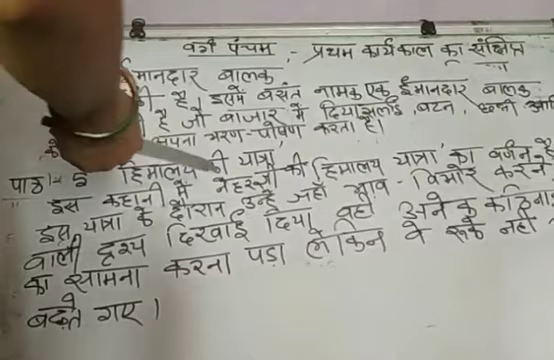 वर्ग पंचम, - प्रथम कार्यकाल का संक्षिप्त
ईमानदार बालक
है। इसमें बसंत नामक एक ईमानदार बालक
है जो बाजार में दियासलाई, बटन, छन्नी आदि
अपना भरण-पोषण करता है।
पाठ:- 5 हिमालय की यात्रा
इस कहानी में नेहरूजी की हिमालय यात्रा का वर्णन है
इस यात्रा के दौरान उन्हें जहाँ भाव-विभोर करने
वाली दृश्य दिखाई दिया वही अनेक
का सामना करना पड़ा लेकिन वे रुके नहीं
बढ़ते गए।